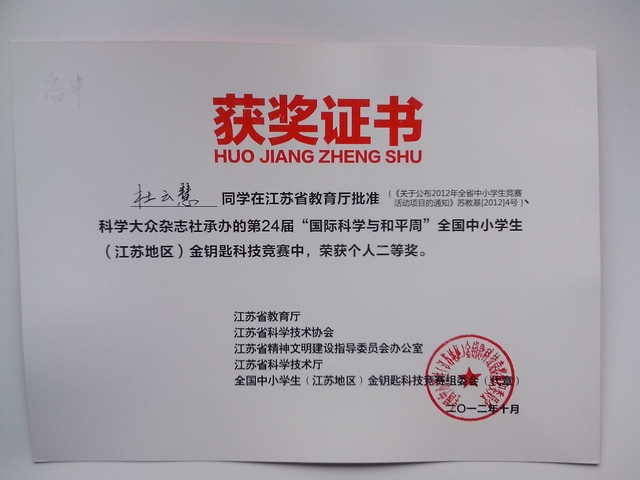 获奖证书
HUO JIANG ZHENG SHU
杜云慧 同学在江苏省教育厅批准（《关于公布2012年全省中小学生竞赛
活动项目的通知》苏教基[2012]4号）、
科学大众杂志社承办的第24届“国际科学与和平周”全国中小学生
（江苏地区）金钥匙科技竞赛中，荣获个人二等奖。
江苏省教育厅
江苏省科学技术协会
江苏省精神文明建设指导委员会办公室
江苏省科学技术厅
全国中小学生（江苏地区）金钥匙科技竞赛组委会（代章）
二〇一二年十月